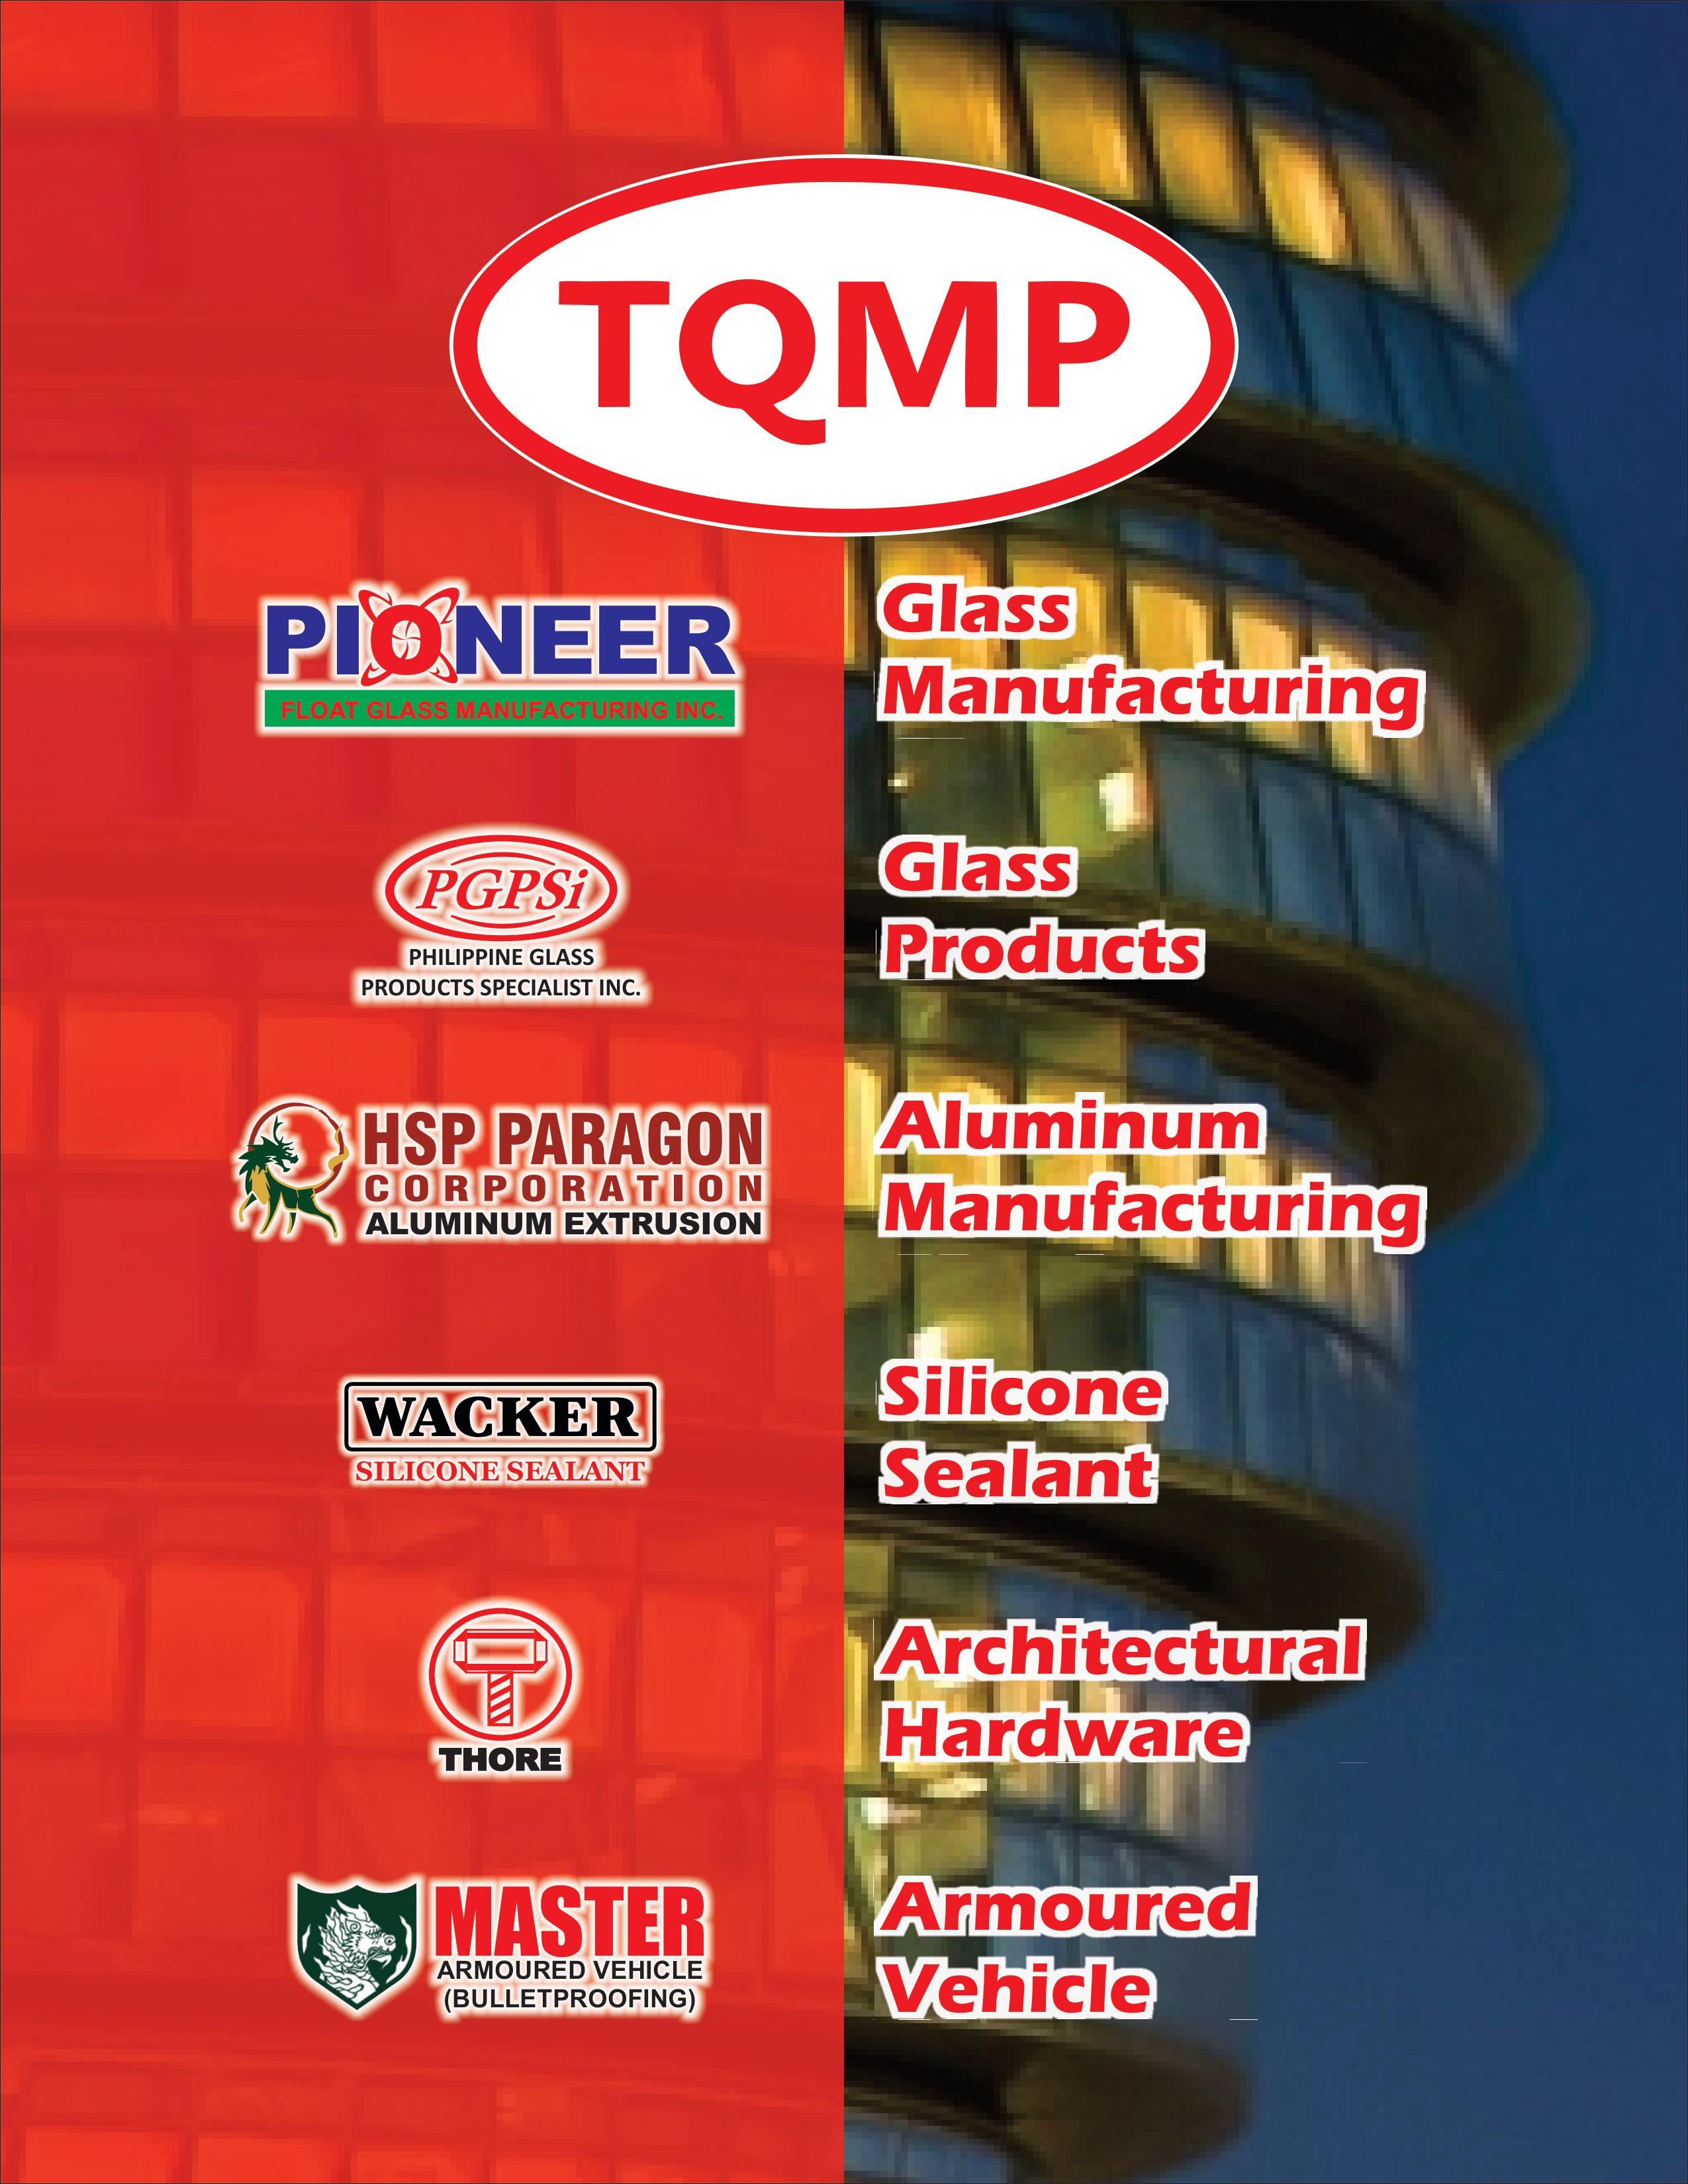 TQMP
PIONEER
FLOAT GLASS MANUFACTURING INC.
Glass
Manufacturing
PGPSi
PHILIPPINE GLASS
PRODUCTS SPECIALIST INC.
Glass
Products
HSP PARAGON
CORPORATION
ALUMINUM EXTRUSION
Aluminum
Manufacturing
WACKER
SILICONE SEALANT
Silicone
Sealant
THORE
Architectural
Hardware
MASTER
ARMOURED VEHICLE
(BULLETPROOFING)
Armoured
Vehicle